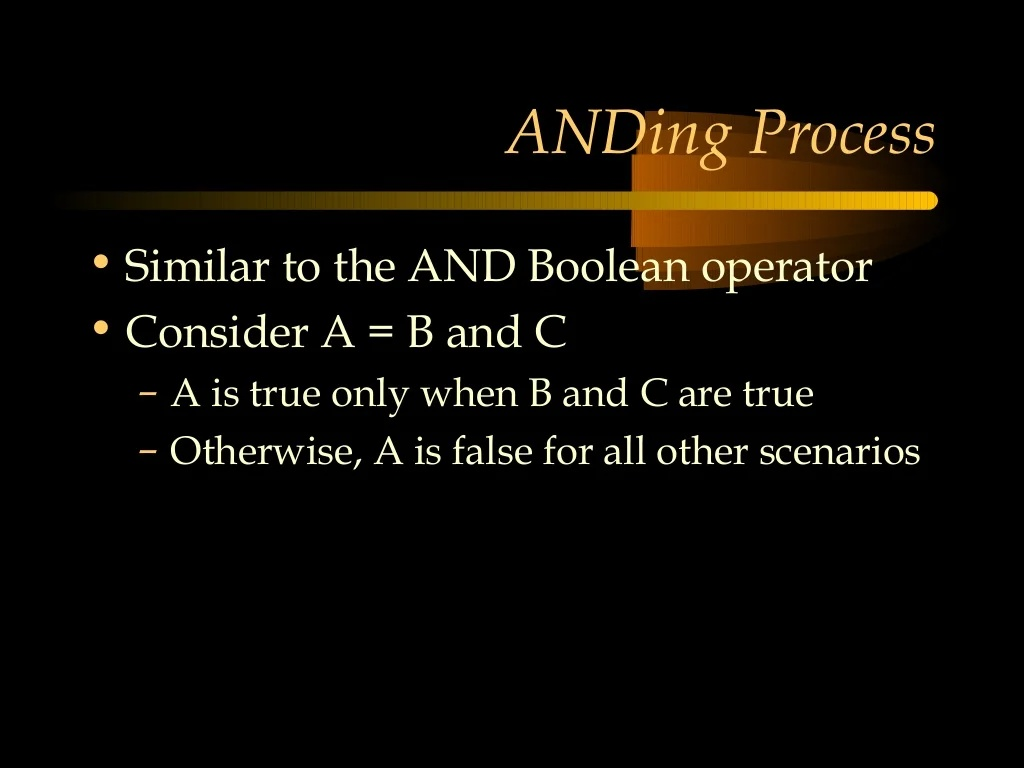 ANDing Process
• Similar to the AND Boolean operator
• Consider A = B and C
– A is true only when B and C are true
– Otherwise, A is false for all other scenarios